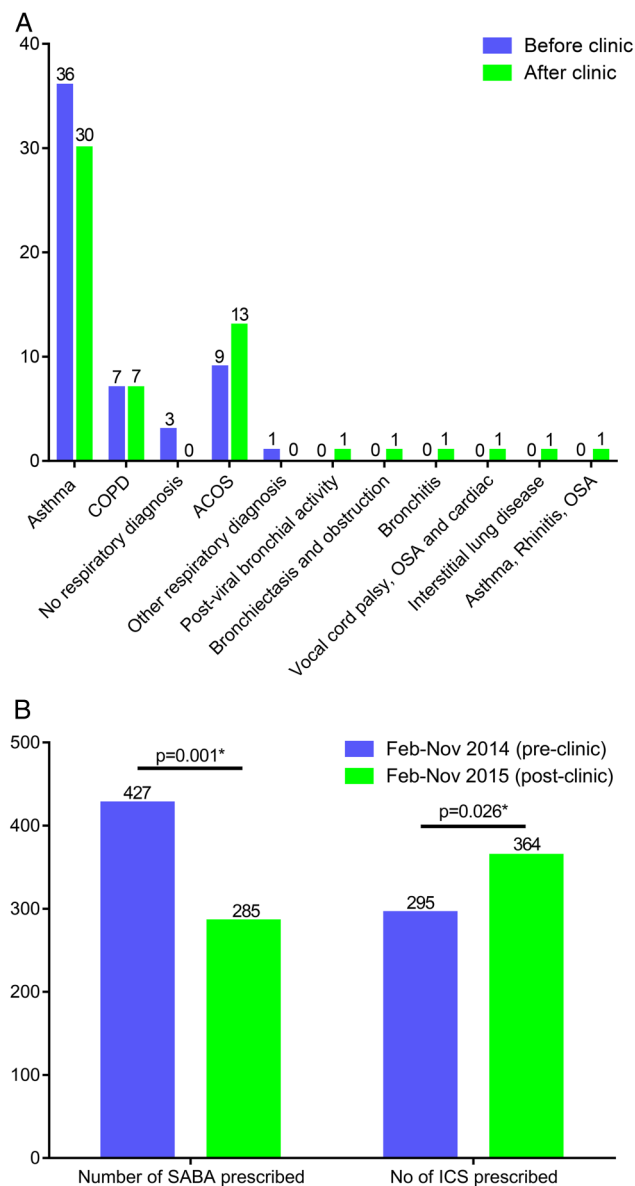 A
Before clinic
After clinic
40
30
20
10
0
36 30
7 7
3 0
9 13
1 0
0 1
0 1
0 1
0 1
0 1
0 1
Asthma
COPD
No respiratory diagnosis
ACOS
Other respiratory diagnosis
Post-viral bronchial activity
Bronchiectasis and obstruction
Bronchitis
Vocal cord palsy, OSA and cardiac
Interstitial lung disease
Asthma, Rhinitis, OSA
B
Feb-Nov 2014 (pre-clinic)
Feb-Nov 2015 (post-clinic)
500
400
300
200
100
0
p=0.001*
427
285
p=0.026*
295
364
Number of SABA prescribed
No of ICS prescribed